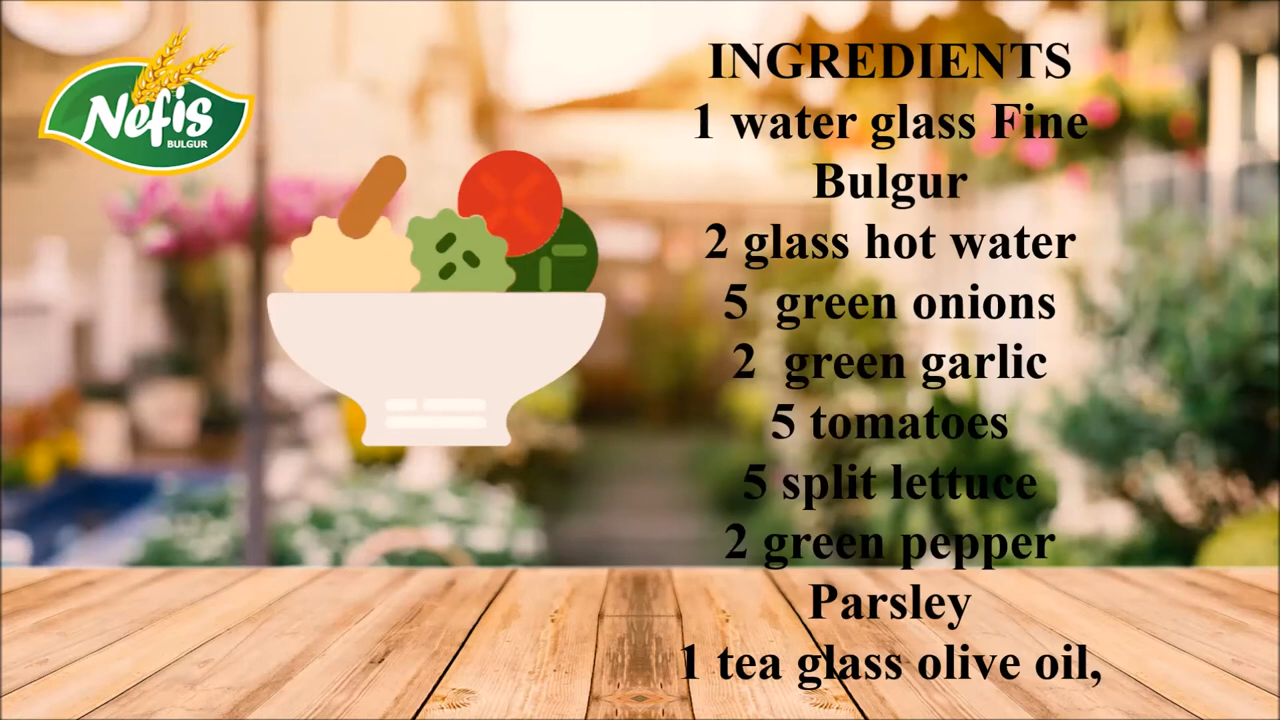 Nefis
BULGUR
INGREDIENTS
1 water glass Fine
Bulgur
2 glass hot water
5 green onions
2 green garlic
5 tomatoes
5 split lettuce
2 green pepper
Parsley
1 tea glass olive oil,